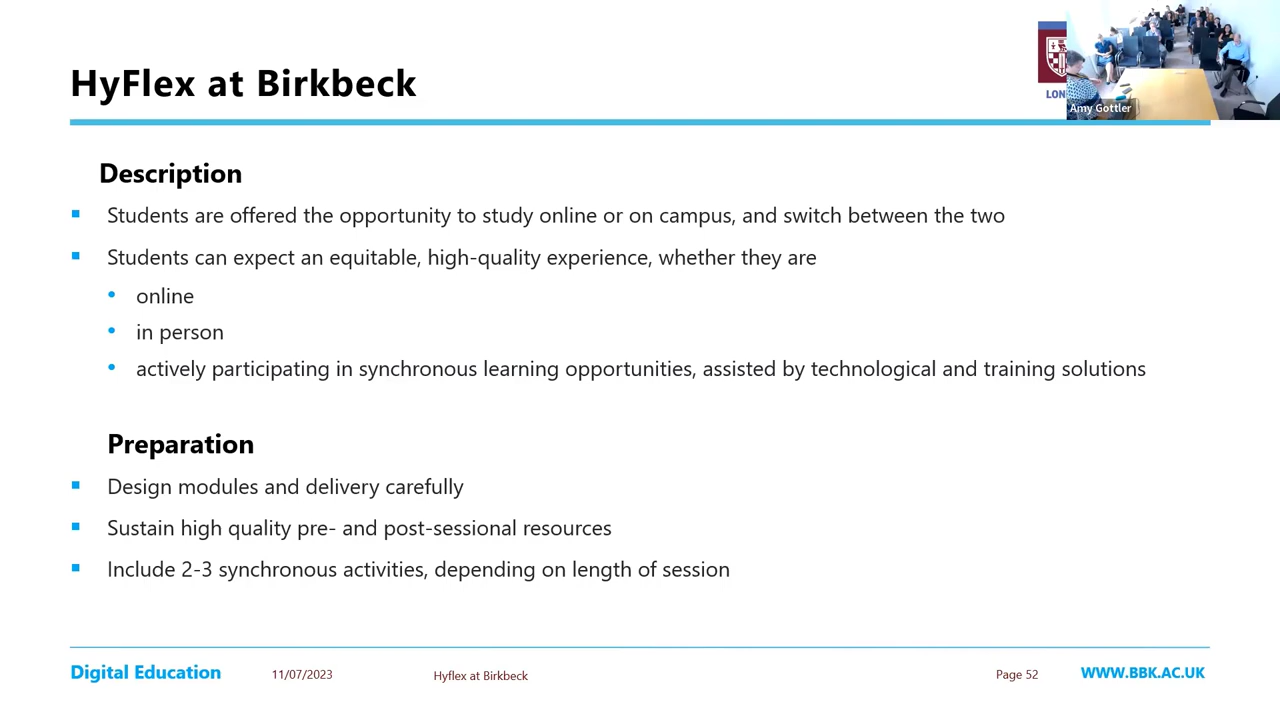 HyFlex at Birkbeck
LON
Amy Gottler
Description
Students are offered the opportunity to study online or on campus, and switch between the two
Students can expect an equitable, high-quality experience, whether they are
online
in person
actively participating in synchronous learning opportunities, assisted by technological and training solutions
Preparation
Design modules and delivery carefully
Sustain high quality pre- and post-sessional resources
Include 2-3 synchronous activities, depending on length of session
Digital Education 11/07/2023 Hyflex at Birkbeck Page 52 WWW.BBK.AC.UK